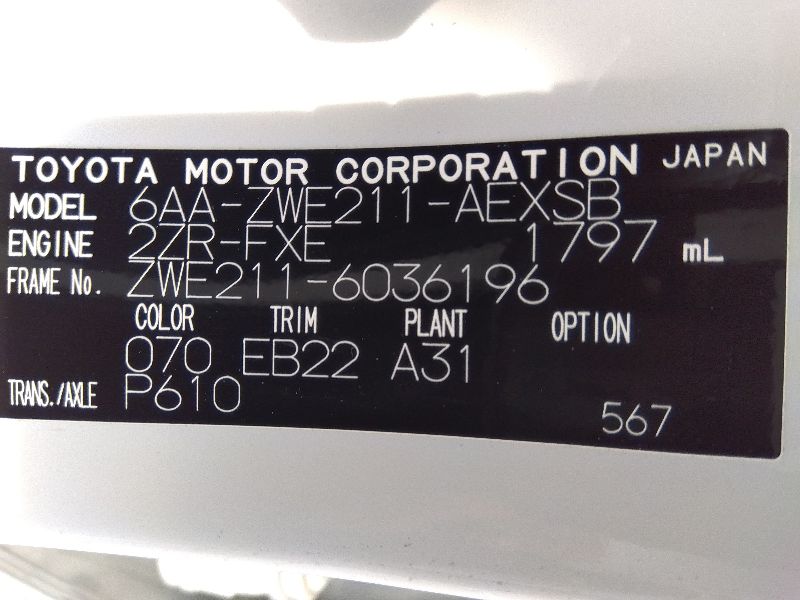 TOYOTA MOTOR CORPORATION JAPAN
MODEL 6AA-ZWE211-AEXSB
ENGINE 2ZR-FXE 1797 mL
FRAME No. ZWE211-6036196
COLOR TRIM PLANT OPTION
070 EB22 A31
TRANS./AXLE P610
567